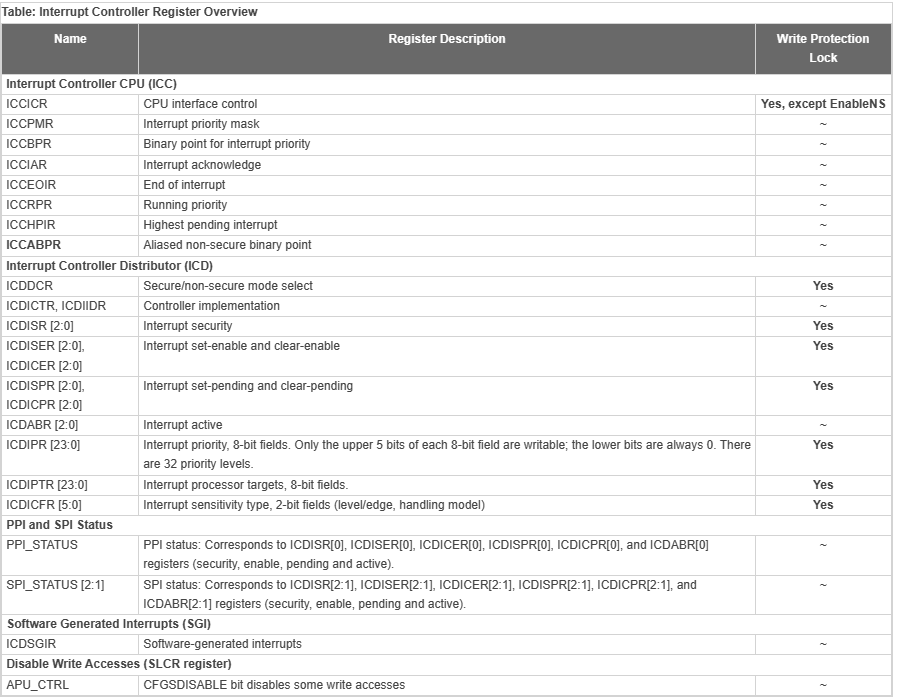 Table: Interrupt Controller Register Overview
Name Register Description Write Protection
Lock
Interrupt Controller CPU (ICC)
ICCICR CPU interface control Yes, except EnableNS
ICCPMR Interrupt priority mask ~
ICCBPR Binary point for interrupt priority ~
ICCIAR Interrupt acknowledge ~
ICCEOIR End of interrupt ~
ICCRPR Running priority ~
ICCHPIR Highest pending interrupt ~
ICCABPR Aliased non-secure binary point ~
Interrupt Controller Distributor (ICD)
ICDDCR Secure/non-secure mode select Yes
ICDICTR, ICDIIDR Controller implementation ~
ICDISR [2:0] Interrupt security Yes
ICDISER [2:0], Interrupt set-enable and clear-enable Yes
ICDICER [2:0]
ICDISPR [2:0], Interrupt set-pending and clear-pending Yes
ICDICPR [2:0]
ICDABR [2:0] Interrupt active ~
ICDIPR [23:0] Interrupt priority, 8-bit fields. Only the upper 5 bits of each 8-bit field are writable; the lower bits are always 0. There Yes
are 32 priority levels.
ICDIPTR [23:0] Interrupt processor targets, 8-bit fields. Yes
ICDICFR [5:0] Interrupt sensitivity type, 2-bit fields (level/edge, handling model) Yes
PPI and SPI Status
PPI_STATUS PPI status: Corresponds to ICDISR[0], ICDISER[0], ICDICER[0], ICDISPR[0], ICDICPR[0], and ICDABR[0] ~
registers (security, enable, pending and active).
SPI_STATUS [2:1] SPI status: Corresponds to ICDISR[2:1], ICDISER[2:1], ICDICER[2:1], ICDISPR[2:1], ICDICPR[2:1], and ~
ICDABR[2:1] registers (security, enable, pending and active).
Software Generated Interrupts (SGI)
ICDSGIR Software-generated interrupts ~
Disable Write Accesses (SLCR register)
APU_CTRL CFGSDISABLE bit disables some write accesses ~